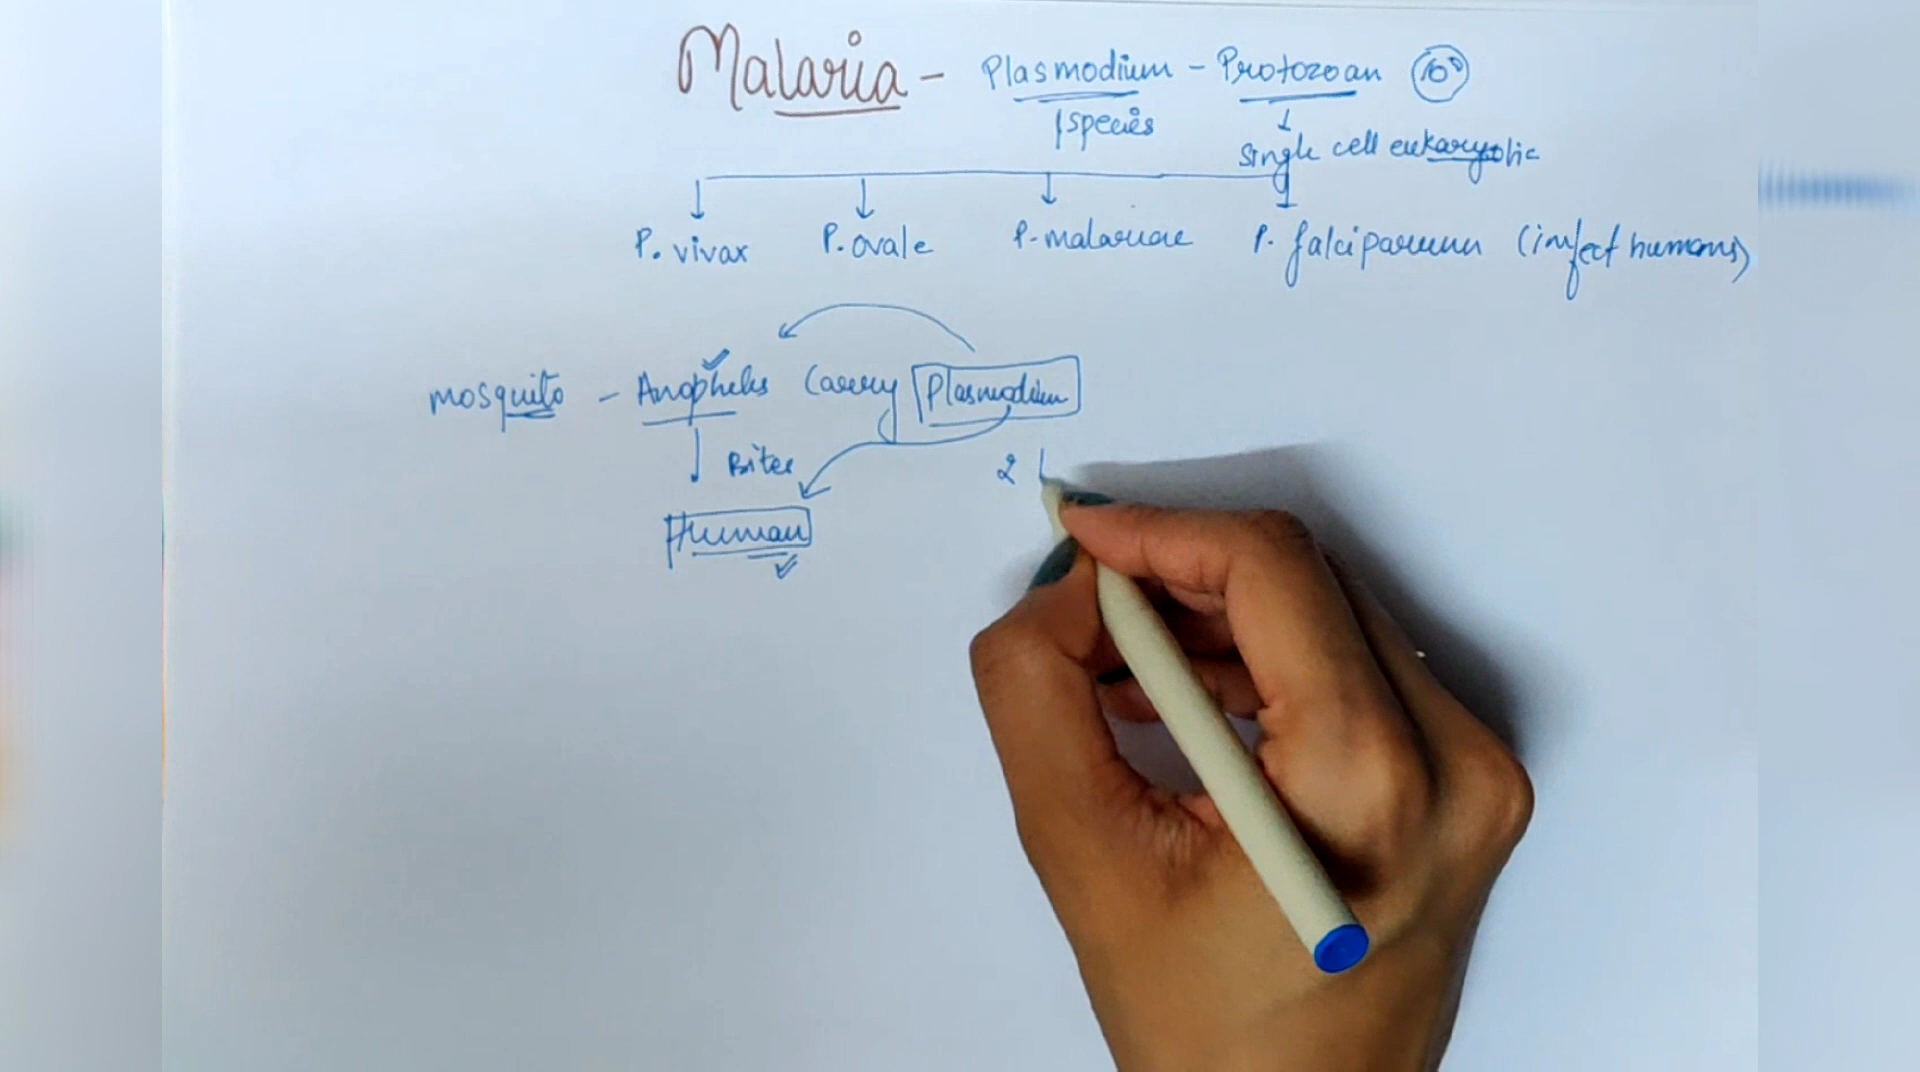 Malaria - Plasmodium - Protozoan
species
single cell eukaryotic
P. vivax P. ovale P. malariae P. falciparum (infect humans)
mosquito - Anopheles Carry Plasmodium
Bites
2
Human